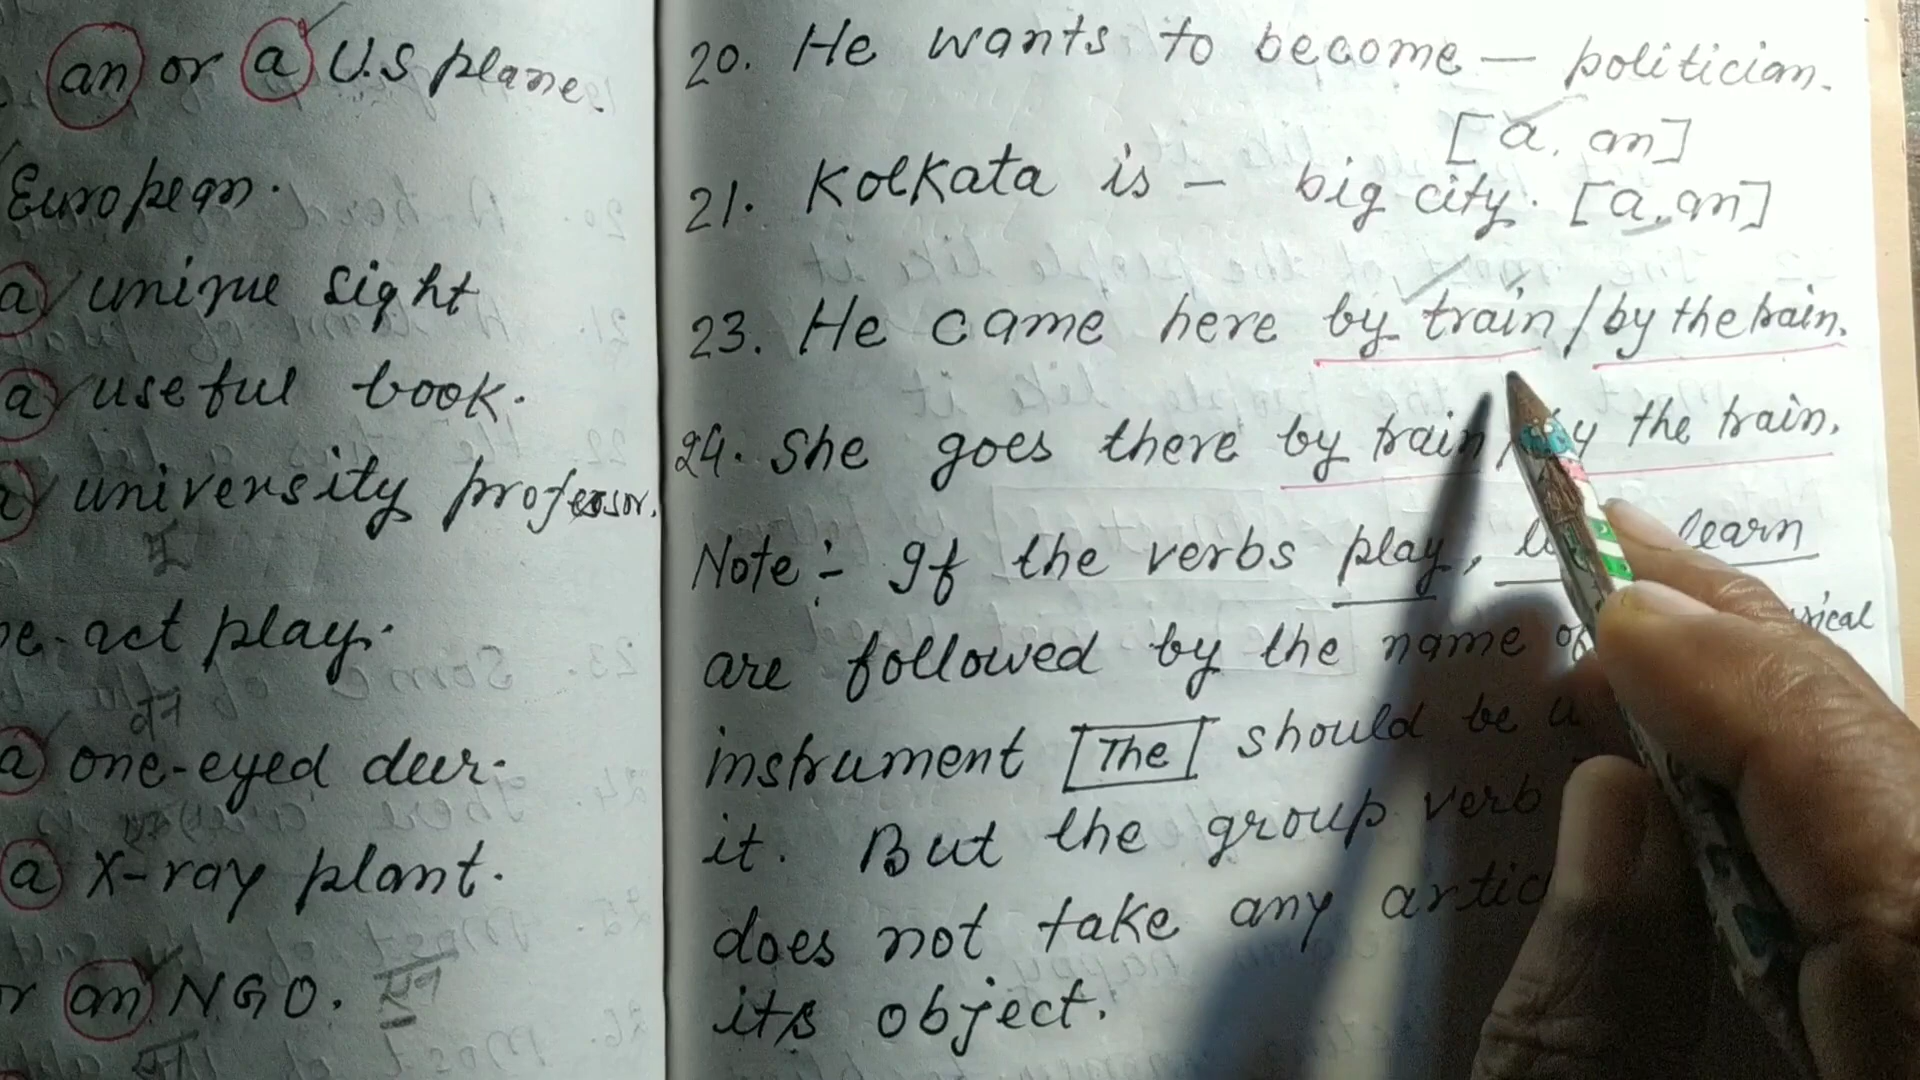 an or a U.S plane.
European.
a unique sight
a useful book.
university professor.
act play.
a one-eyed deer.
a X-ray plant.
an NGO.
20. He wants to become — politician.
[a, an]
21. Kolkata is — big city. [a, an]
23. He came here by train / by the train.
24. She goes there by train / the train.
Note:- If the verbs play, learn
are followed by the name
instrument [The] should be
it. But the group verb
does not take any
its object.